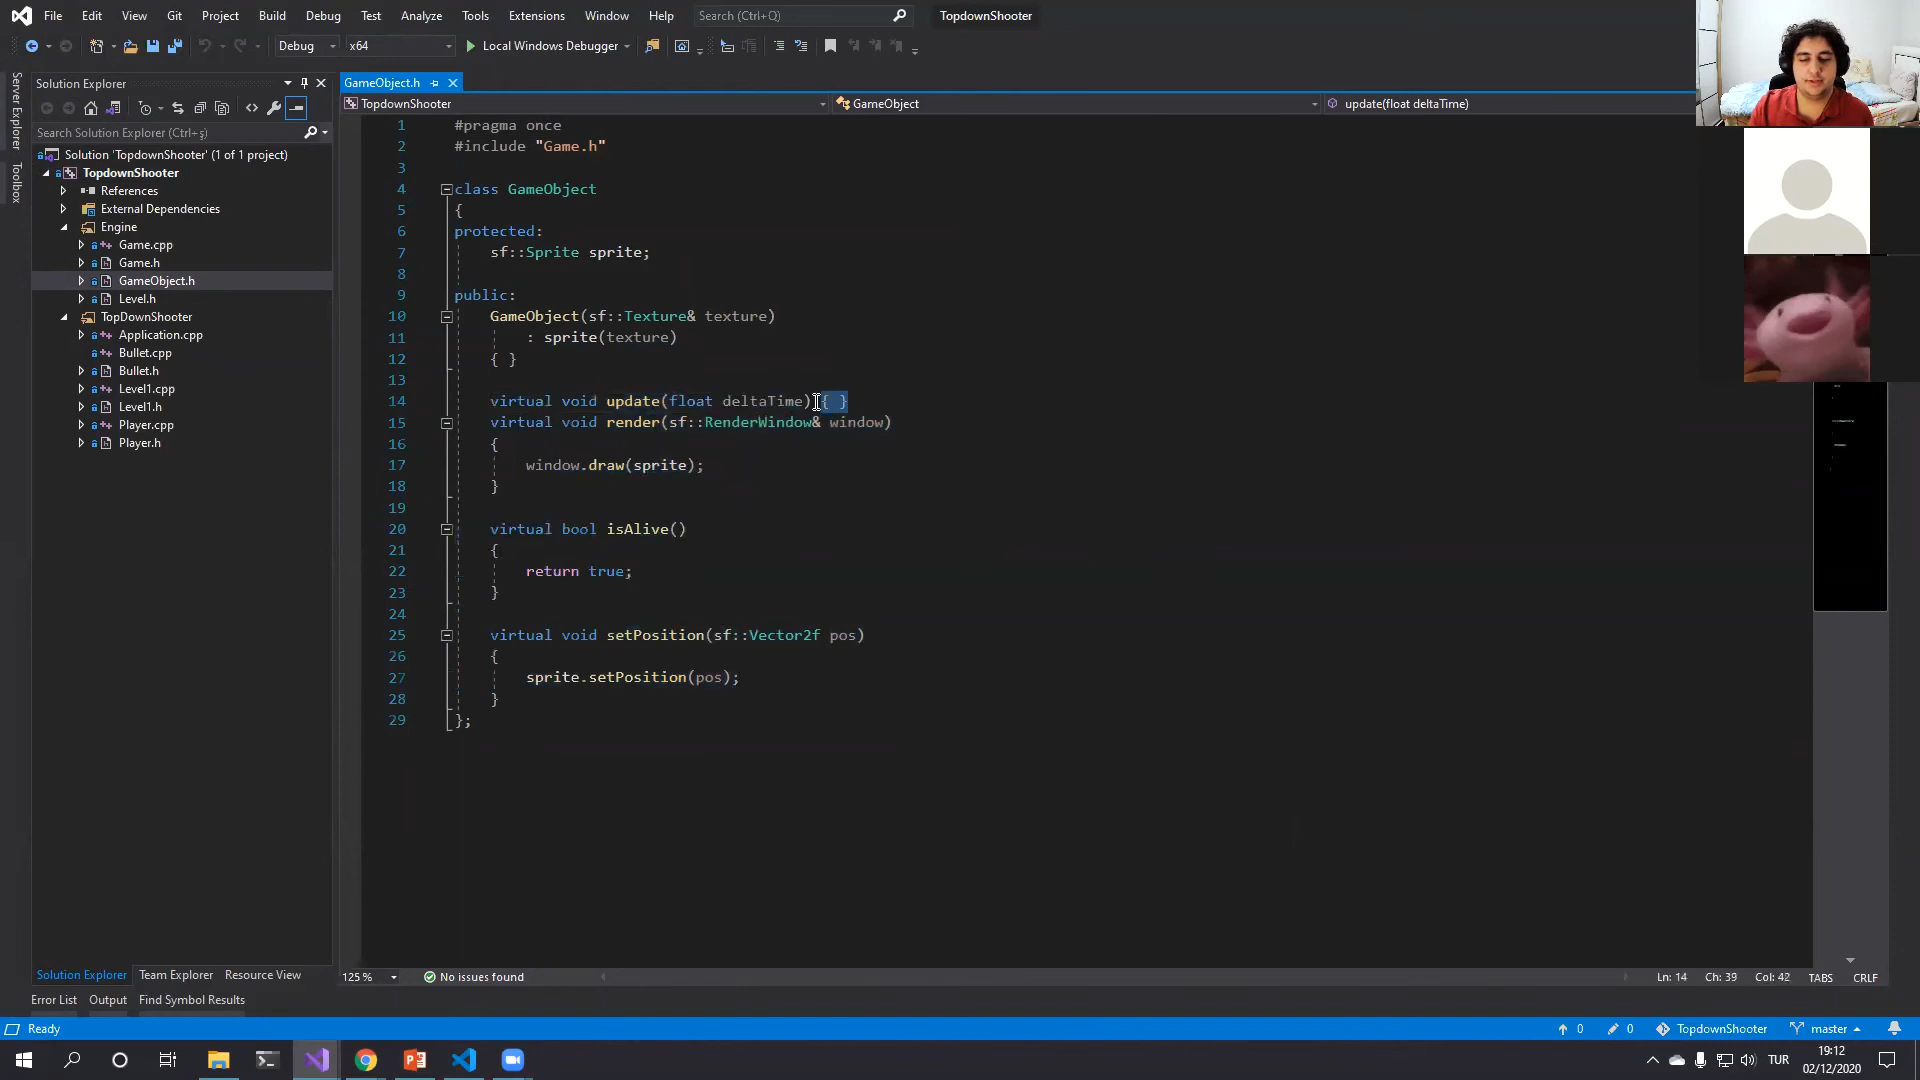 File Edit View Git Project Build Debug Test Analyze Tools Extensions Window Help Search (Ctrl+Q) TopdownShooter
Debug x64 Local Windows Debugger
Server Explorer
Toolbox
Solution Explorer
Search Solution Explorer (Ctrl+ş)
Solution 'TopdownShooter' (1 of 1 project)
TopdownShooter
References
External Dependencies
Engine
Game.cpp
Game.h
GameObject.h
Level.h
TopDownShooter
Application.cpp
Bullet.cpp
Bullet.h
Level1.cpp
Level1.h
Player.cpp
Player.h
GameObject.h
TopdownShooter GameObject update(float deltaTime)
1 #pragma once
2 #include "Game.h"
3
4 class GameObject
5 {
6 protected:
7 sf::Sprite sprite;
8
9 public:
10 GameObject(sf::Texture& texture)
11 : sprite(texture)
12 { }
13
14 virtual void update(float deltaTime) { }
15 virtual void render(sf::RenderWindow& window)
16 {
17 window.draw(sprite);
18 }
19
20 virtual bool isAlive()
21 {
22 return true;
23 }
24
25 virtual void setPosition(sf::Vector2f pos)
26 {
27 sprite.setPosition(pos);
28 }
29 };
Solution Explorer Team Explorer Resource View
125 % No issues found Ln: 14 Ch: 39 Col: 42 TABS CRLF
Error List Output Find Symbol Results
Ready 0 0 TopdownShooter master
TUR 19:12
02/12/2020